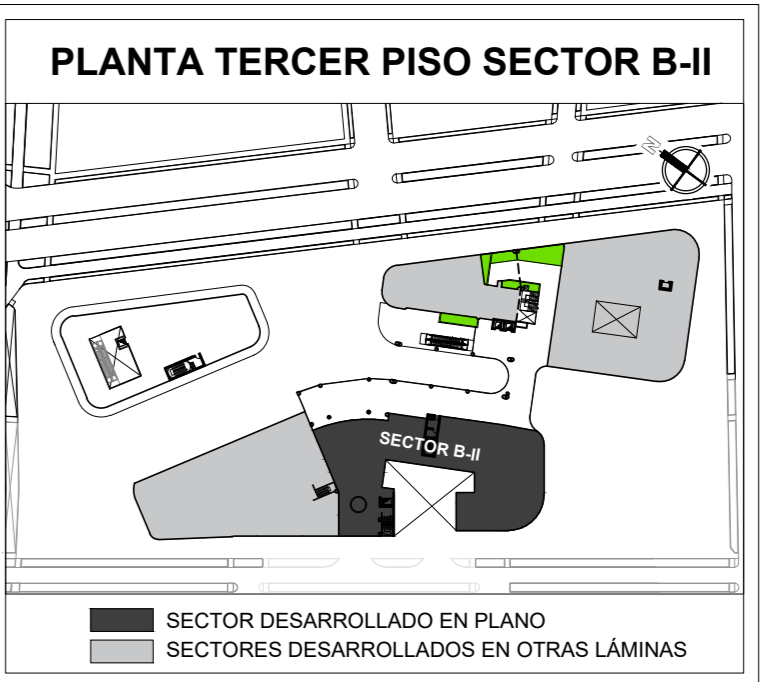 PLANTA TERCER PISO SECTOR B-II
N
SECTOR B-II
SECTOR DESARROLLADO EN PLANO
SECTORES DESARROLLADOS EN OTRAS LÁMINAS